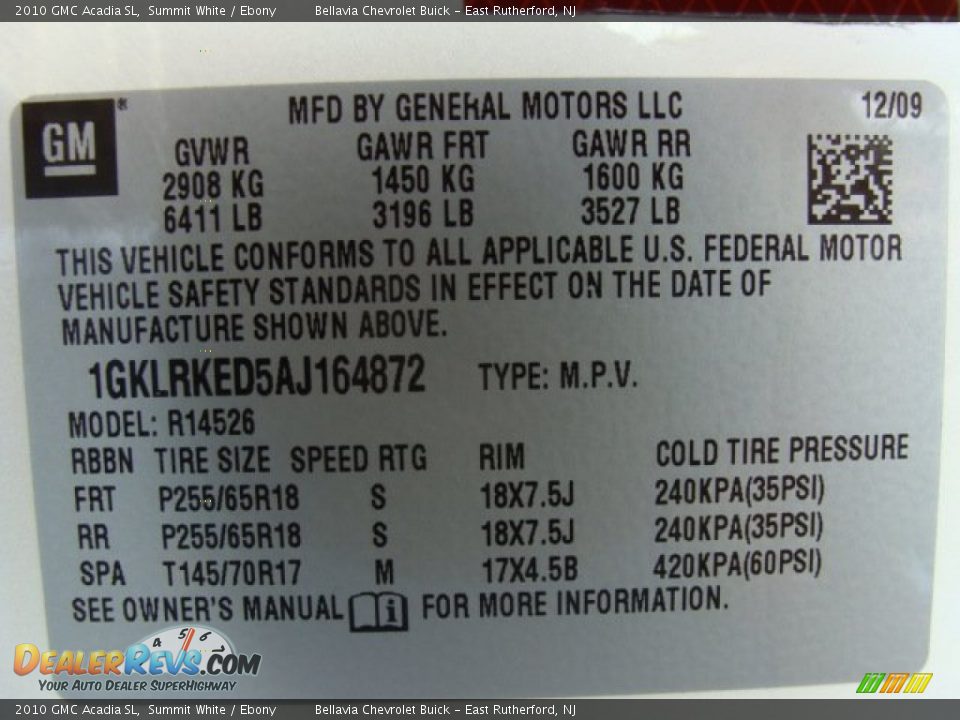 2010 GMC Acadia SL, Summit White / Ebony Bellavia Chevrolet Buick - East Rutherford, NJ
GM®
MFD BY GENERAL MOTORS LLC 12/09
GVWR GAWR FRT GAWR RR
2908 KG 1450 KG 1600 KG
6411 LB 3196 LB 3527 LB
THIS VEHICLE CONFORMS TO ALL APPLICABLE U.S. FEDERAL MOTOR
VEHICLE SAFETY STANDARDS IN EFFECT ON THE DATE OF
MANUFACTURE SHOWN ABOVE.
1GKLRKED5AJ164872 TYPE: M.P.V.
MODEL: R14526
RBBN TIRE SIZE SPEED RTG RIM COLD TIRE PRESSURE
FRT P255/65R18 S 18X7.5J 240KPA(35PSI)
RR P255/65R18 S 18X7.5J 240KPA(35PSI)
SPA T145/70R17 M 17X4.5B 420KPA(60PSI)
SEE OWNER'S MANUAL i FOR MORE INFORMATION.
4 5 6 7
DEALERREVS.COM
YOUR AUTO DEALER SUPERHIGHWAY
2010 GMC Acadia SL, Summit White / Ebony Bellavia Chevrolet Buick - East Rutherford, NJ